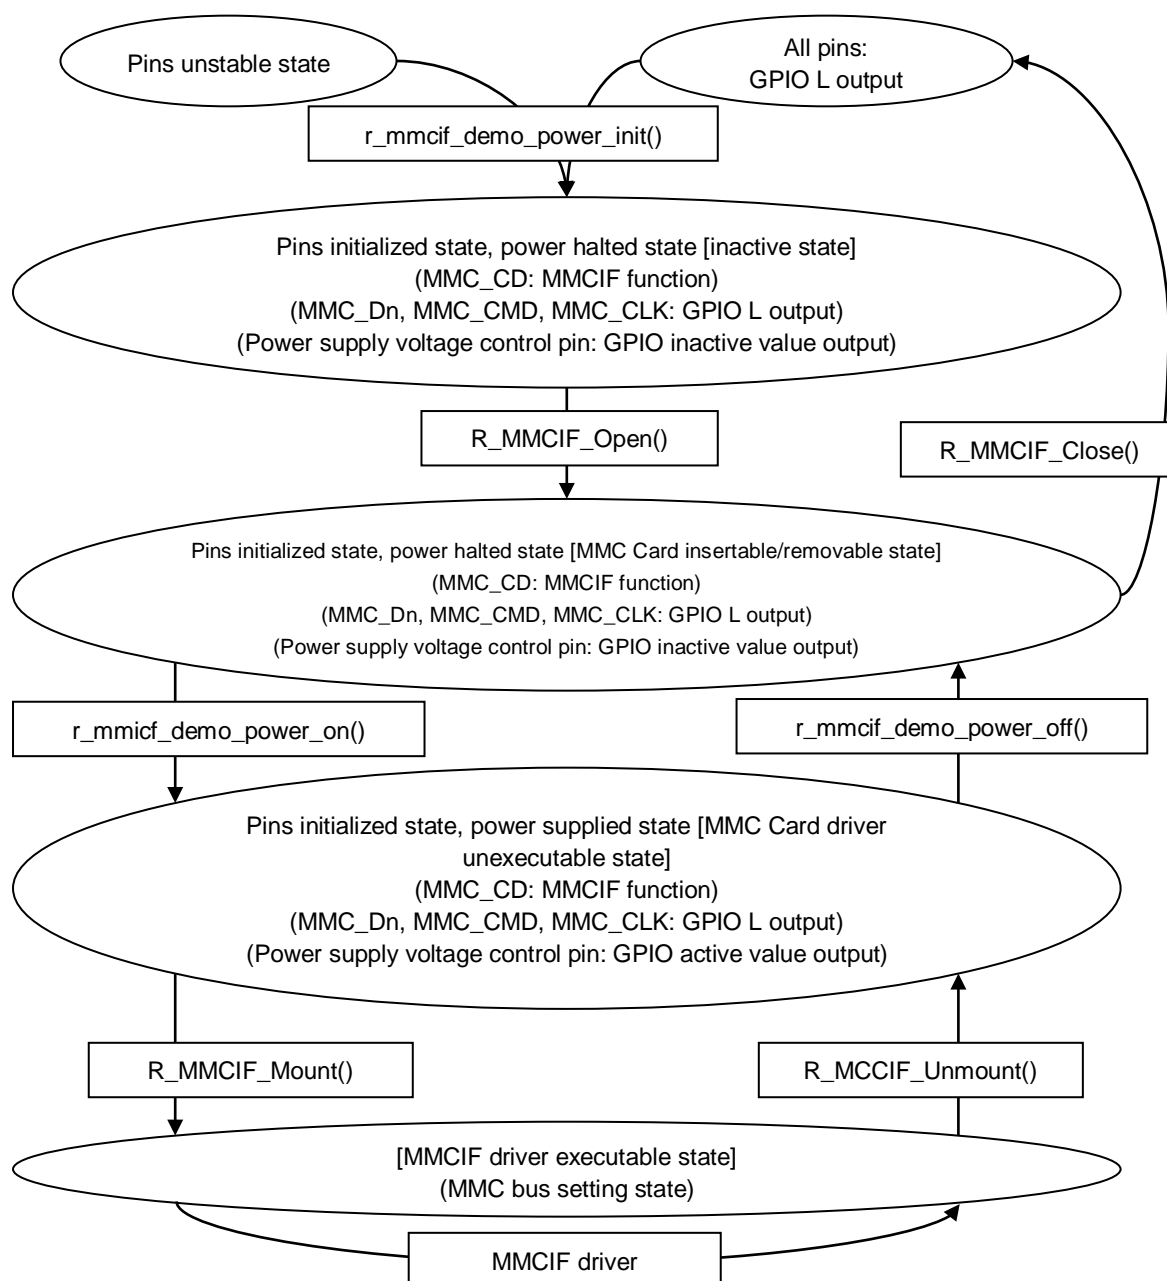 Pins unstable state
All pins:
GPIO L output
r_mmcif_demo_power_init()
Pins initialized state, power halted state [inactive state]
(MMC_CD: MMCIF function)
(MMC_Dn, MMC_CMD, MMC_CLK: GPIO L output)
(Power supply voltage control pin: GPIO inactive value output)
R_MMCIF_Open()
R_MMCIF_Close()
Pins initialized state, power halted state [MMC Card insertable/removable state]
(MMC_CD: MMCIF function)
(MMC_Dn, MMC_CMD, MMC_CLK: GPIO L output)
(Power supply voltage control pin: GPIO inactive value output)
r_mmicf_demo_power_on()
r_mmcif_demo_power_off()
Pins initialized state, power supplied state [MMC Card driver
unexecutable state]
(MMC_CD: MMCIF function)
(MMC_Dn, MMC_CMD, MMC_CLK: GPIO L output)
(Power supply voltage control pin: GPIO active value output)
R_MMCIF_Mount()
R_MCCIF_Unmount()
[MMCIF driver executable state]
(MMC bus setting state)
MMCIF driver